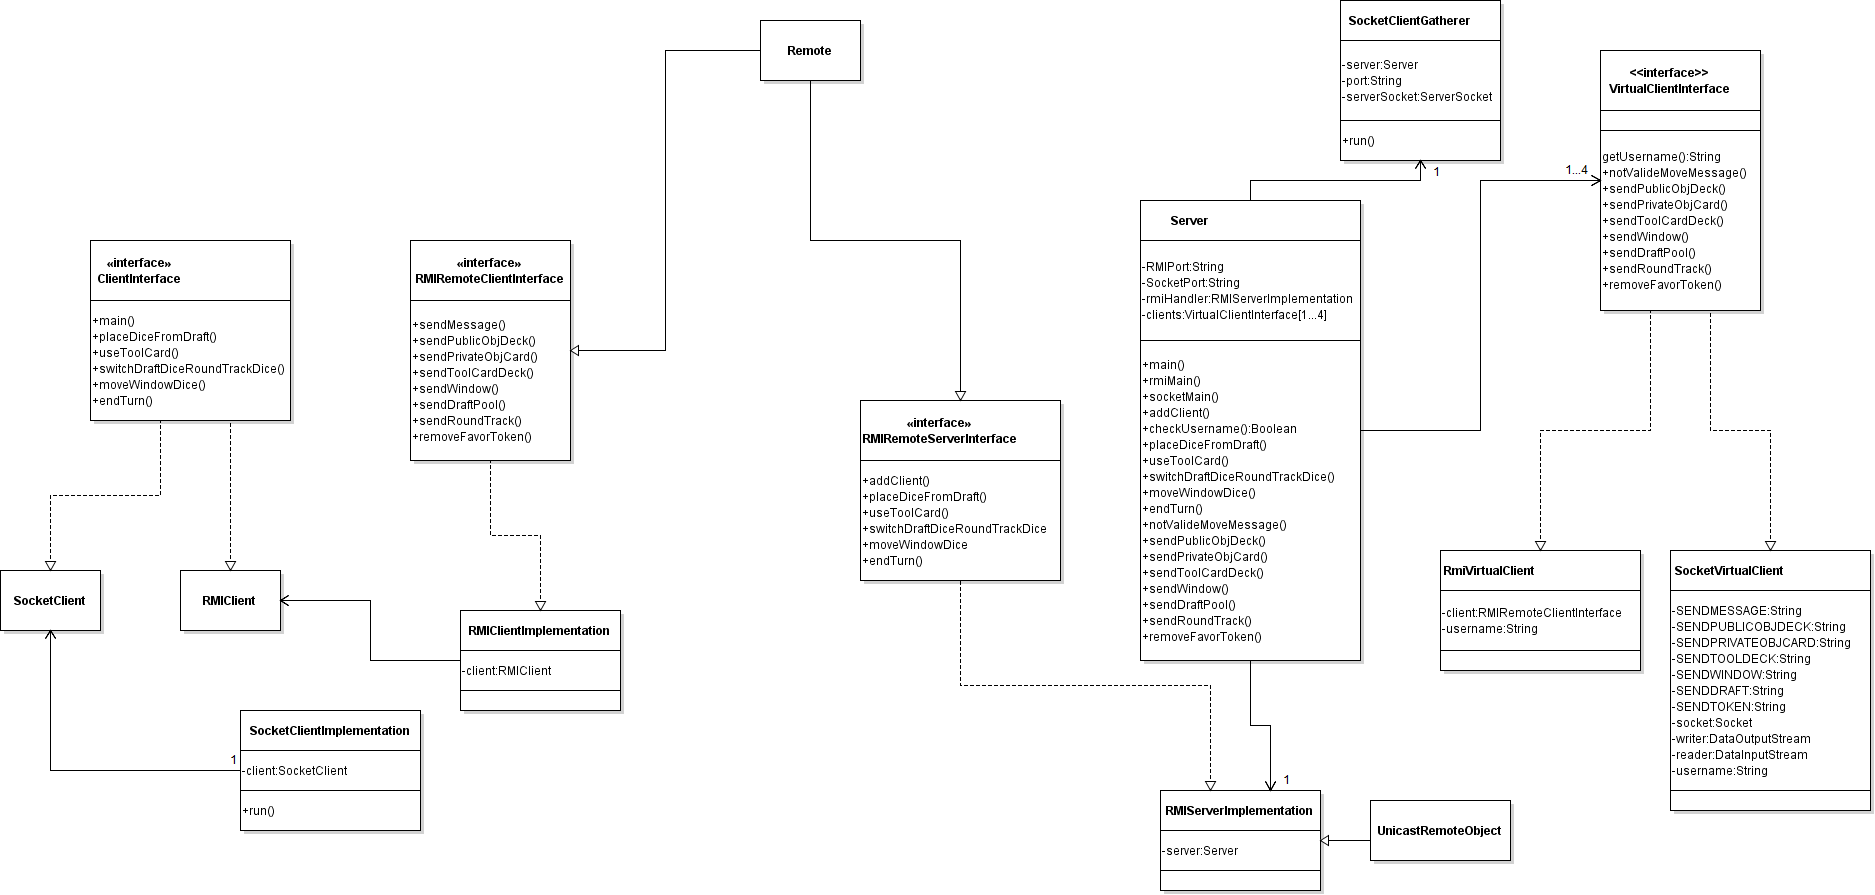 Remote
SocketClientGatherer
-server:Server
-port:String
-serverSocket:ServerSocket
+run()
<<interface>>
VirtualClientInterface
getUsername():String
+notValideMoveMessage()
+sendPublicObjDeck()
+sendPrivateObjCard()
+sendToolCardDeck()
+sendWindow()
+sendDraftPool()
+sendRoundTrack()
+removeFavorToken()
1
1...4
«interface»
ClientInterface
+main()
+placeDiceFromDraft()
+useToolCard()
+switchDraftDiceRoundTrackDice()
+moveWindowDice()
+endTurn()
«interface»
RMIRemoteClientInterface
+sendMessage()
+sendPublicObjDeck()
+sendPrivateObjCard()
+sendToolCardDeck()
+sendWindow()
+sendDraftPool()
+sendRoundTrack()
+removeFavorToken()
«interface»
RMIRemoteServerInterface
+addClient()
+placeDiceFromDraft()
+useToolCard()
+switchDraftDiceRoundTrackDice
+moveWindowDice
+endTurn()
Server
-RMIPort:String
-SocketPort:String
-rmiHandler:RMIServerImplementation
-clients:VirtualClientInterface[1...4]
+main()
+rmiMain()
+socketMain()
+addClient()
+checkUsername():Boolean
+placeDiceFromDraft()
+useToolCard()
+switchDraftDiceRoundTrackDice()
+moveWindowDice()
+endTurn()
+notValideMoveMessage()
+sendPublicObjDeck()
+sendPrivateObjCard()
+sendToolCardDeck()
+sendWindow()
+sendDraftPool()
+sendRoundTrack()
+removeFavorToken()
SocketClient
RMIClient
RMIClientImplementation
-client:RMIClient
SocketClientImplementation
1
-client:SocketClient
+run()
RmiVirtualClient
-client:RMIRemoteClientInterface
-username:String
SocketVirtualClient
-SENDMESSAGE:String
-SENDPUBLICOBJDECK:String
-SENDPRIVATEOBJCARD:String
-SENDTOOLDECK:String
-SENDWINDOW:String
-SENDDRAFT:String
-SENDTOKEN:String
-socket:Socket
-writer:DataOutputStream
-reader:DataInputStream
-username:String
1
RMIServerImplementation
-server:Server
UnicastRemoteObject